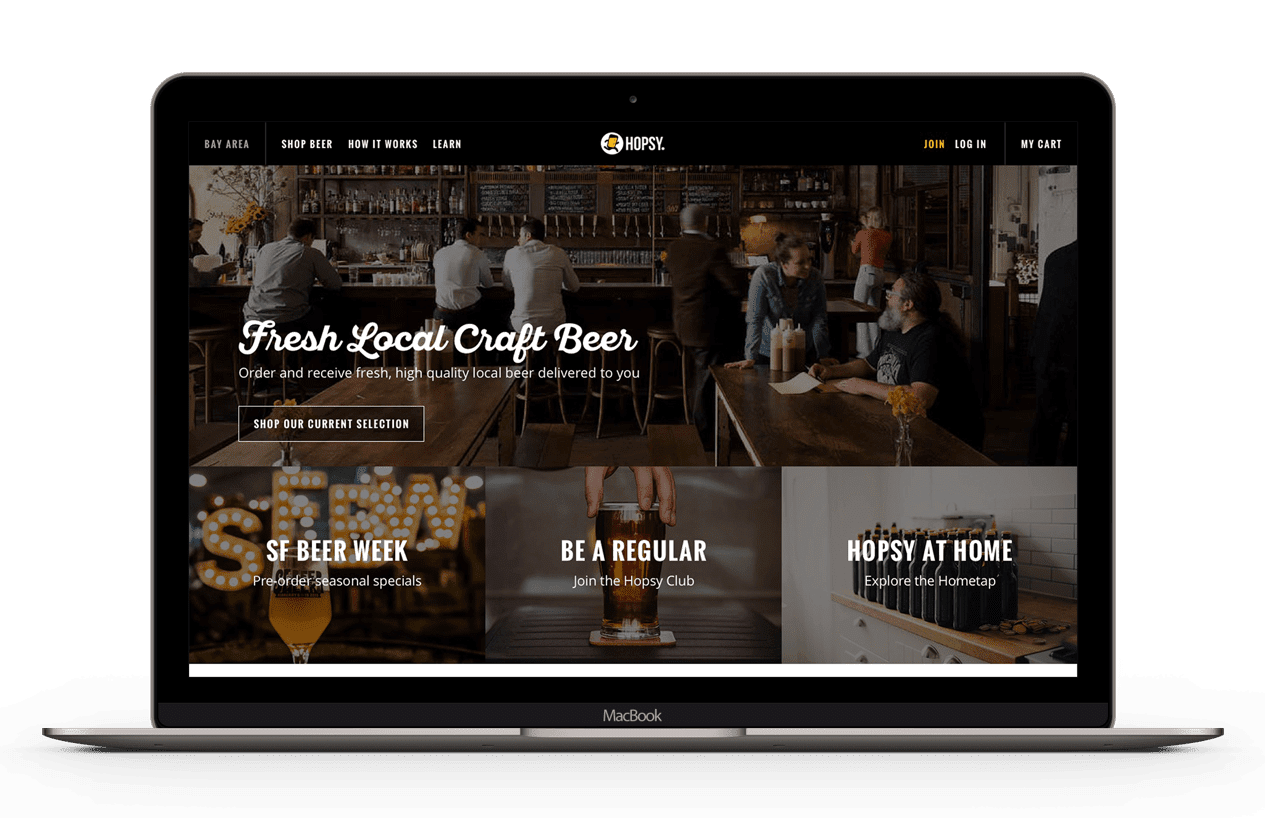 BAY AREA
SHOP BEER
HOW IT WORKS
LEARN
HOPSY.
JOIN
LOG IN
MY CART
Fresh Local Craft Beer
Order and receive fresh, high quality local beer delivered to you
SHOP OUR CURRENT SELECTION
SFBW
SF BEER WEEK
Pre-order seasonal specials
BE A REGULAR
Join the Hopsy Club
HOPSY AT HOME
Explore the Hometap
MacBook